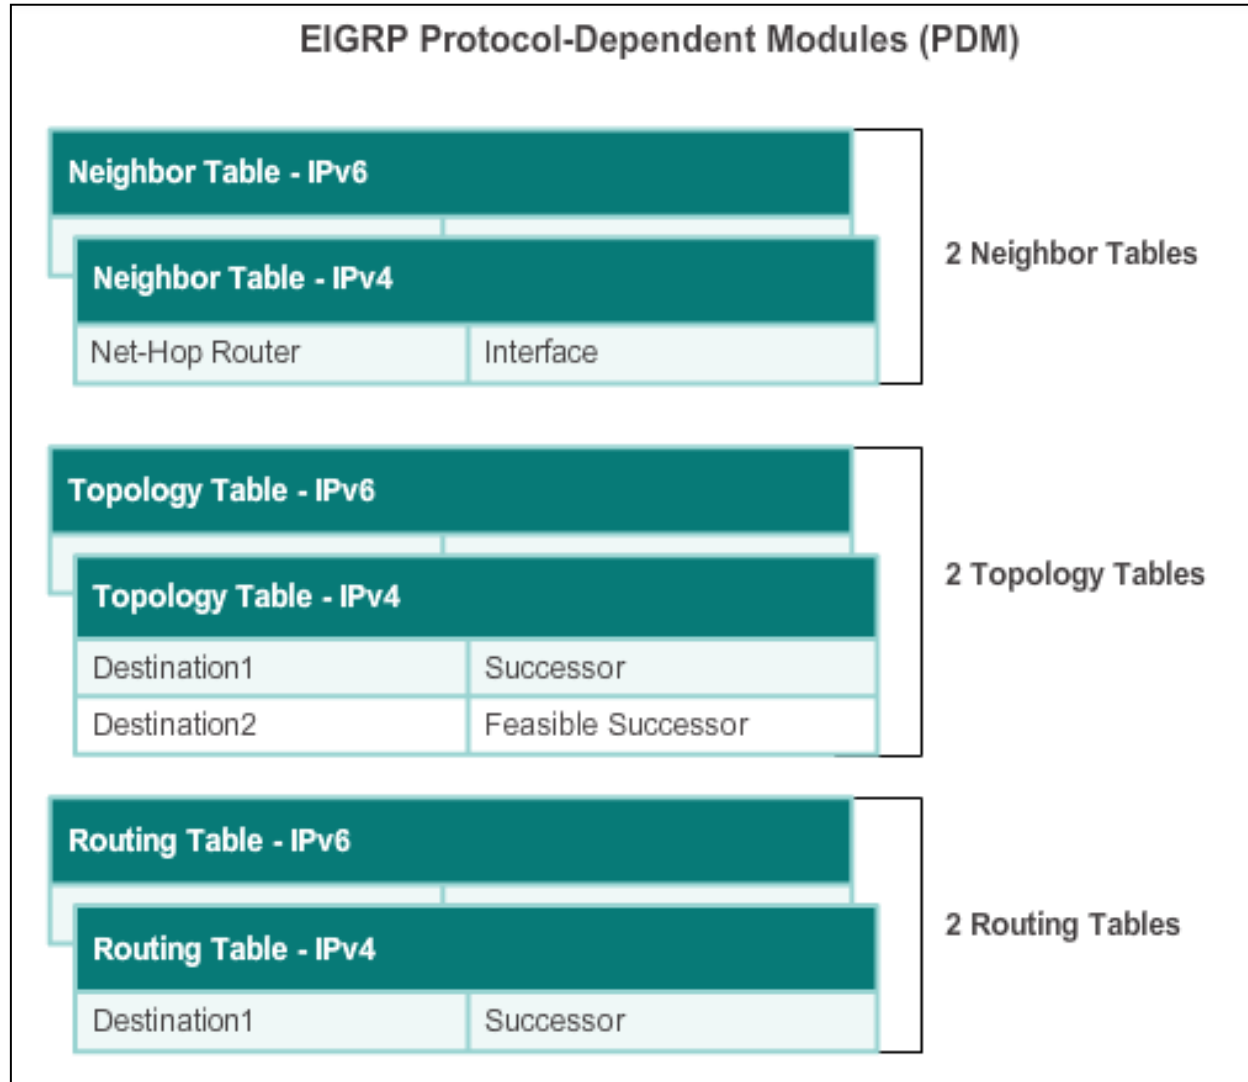 EIGRP Protocol-Dependent Modules (PDM)
Neighbor Table - IPv6
Neighbor Table - IPv4
Net-Hop Router
Interface
2 Neighbor Tables
Topology Table - IPv6
Topology Table - IPv4
Destination1
Successor
Destination2
Feasible Successor
2 Topology Tables
Routing Table - IPv6
Routing Table - IPv4
Destination1
Successor
2 Routing Tables